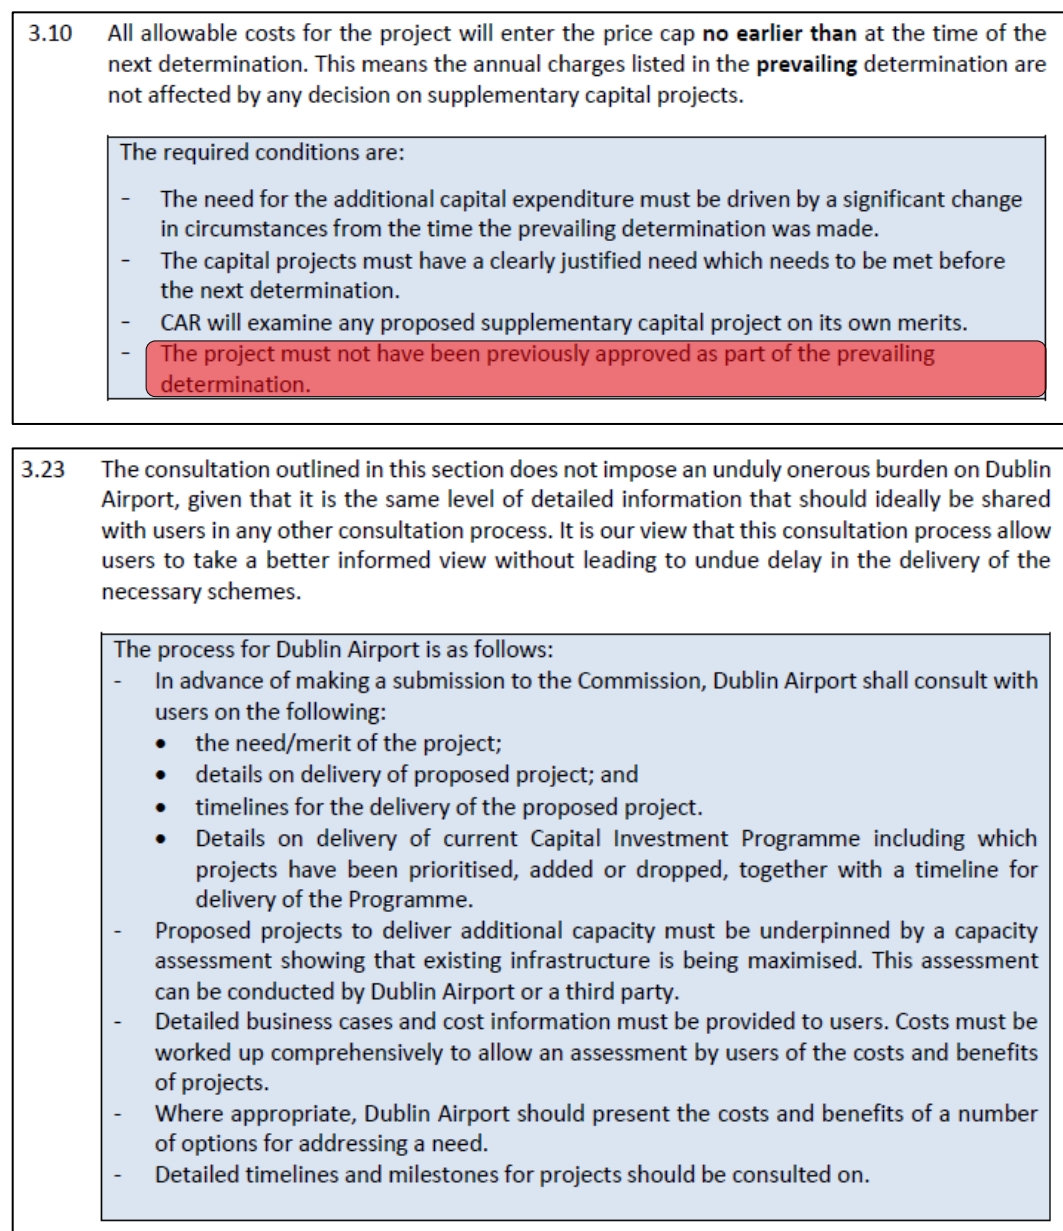 3.10 All allowable costs for the project will enter the price cap no earlier than at the time of the
next determination. This means the annual charges listed in the prevailing determination are
not affected by any decision on supplementary capital projects.
The required conditions are:
- The need for the additional capital expenditure must be driven by a significant change
in circumstances from the time the prevailing determination was made.
- The capital projects must have a clearly justified need which needs to be met before
the next determination.
- CAR will examine any proposed supplementary capital project on its own merits.
- The project must not have been previously approved as part of the prevailing
determination.
3.23 The consultation outlined in this section does not impose an unduly onerous burden on Dublin
Airport, given that it is the same level of detailed information that should ideally be shared
with users in any other consultation process. It is our view that this consultation process allow
users to take a better informed view without leading to undue delay in the delivery of the
necessary schemes.
The process for Dublin Airport is as follows:
- In advance of making a submission to the Commission, Dublin Airport shall consult with
users on the following:
• the need/merit of the project;
• details on delivery of proposed project; and
• timelines for the delivery of the proposed project.
• Details on delivery of current Capital Investment Programme including which
projects have been prioritised, added or dropped, together with a timeline for
delivery of the Programme.
- Proposed projects to deliver additional capacity must be underpinned by a capacity
assessment showing that existing infrastructure is being maximised. This assessment
can be conducted by Dublin Airport or a third party.
- Detailed business cases and cost information must be provided to users. Costs must be
worked up comprehensively to allow an assessment by users of the costs and benefits
of projects.
- Where appropriate, Dublin Airport should present the costs and benefits of a number
of options for addressing a need.
- Detailed timelines and milestones for projects should be consulted on.